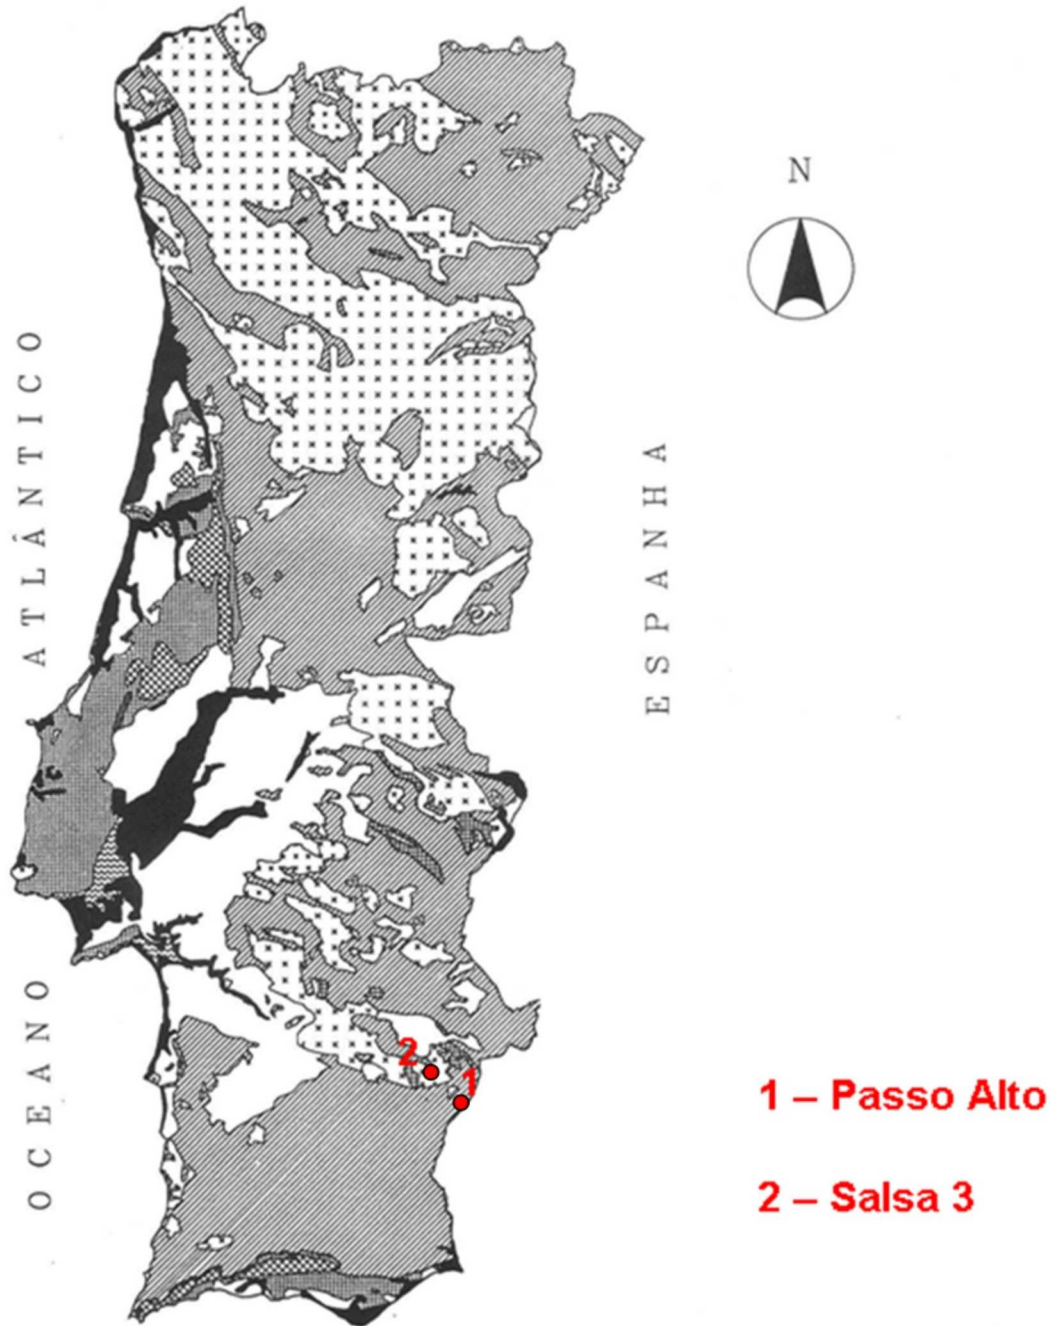 N
OCEANO ATLÂNTICO
ESPANHA
2
1
1 – Passo Alto
2 – Salsa 3